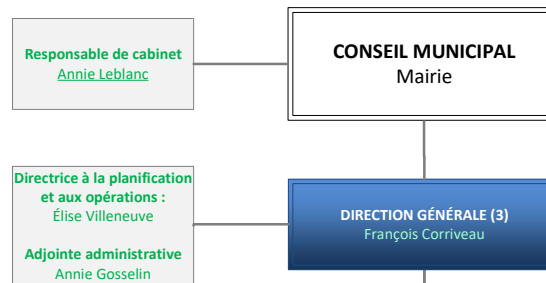 Responsable de cabinet
Annie Leblanc
CONSEIL MUNICIPAL
Mairie
Directrice à la planification
et aux opérations :
Élise Villeneuve
Adjointe administrative
Annie Gosselin
DIRECTION GÉNÉRALE (3)
François Corriveau